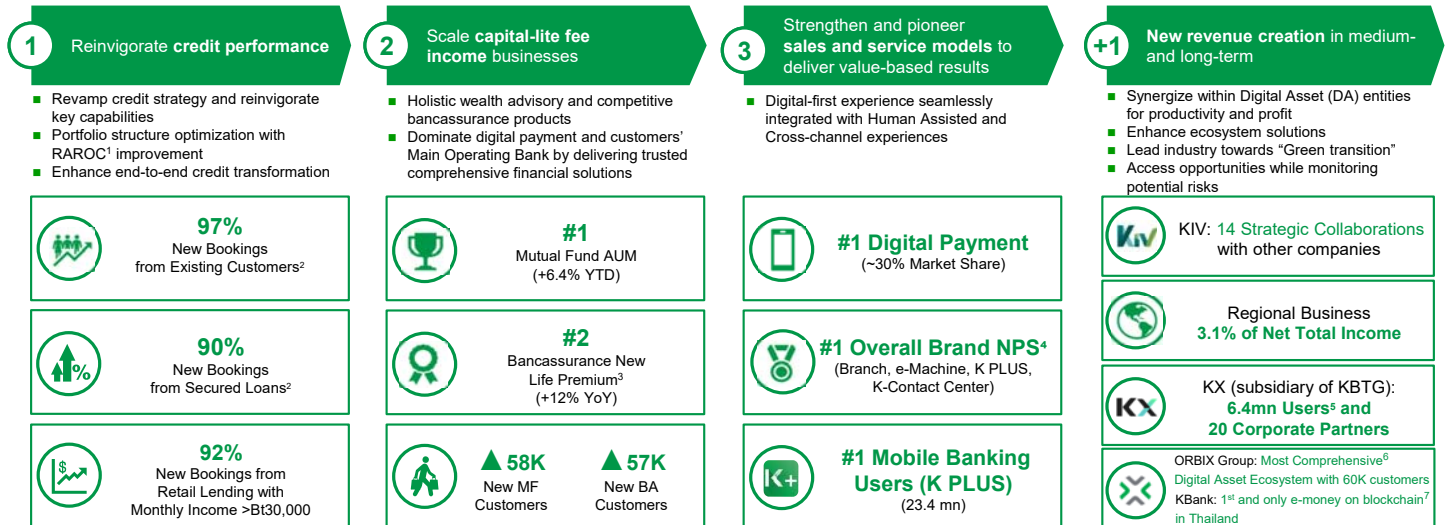 1
Reinvigorate credit performance
■ Revamp credit strategy and reinvigorate
key capabilities
■ Portfolio structure optimization with
RAROC¹ improvement
■ Enhance end-to-end credit transformation
97%
New Bookings
from Existing Customers²
%
90%
New Bookings
from Secured Loans²
$
92%
New Bookings from
Retail Lending with
Monthly Income >Bt30,000
2
Scale capital-lite fee
income businesses
■ Holistic wealth advisory and competitive
bancassurance products
■ Dominate digital payment and customers'
Main Operating Bank by delivering trusted
comprehensive financial solutions
#1
Mutual Fund AUM
(+6.4% YTD)
#2
Bancassurance New
Life Premium³
(+12% YoY)
▲ 58K
New MF
Customers
▲ 57K
New BA
Customers
3
Strengthen and pioneer
sales and service models to
deliver value-based results
■ Digital-first experience seamlessly
integrated with Human Assisted and
Cross-channel experiences
#1 Digital Payment
(~30% Market Share)
#1 Overall Brand NPS⁴
(Branch, e-Machine, K PLUS,
K-Contact Center)
K+
#1 Mobile Banking
Users (K PLUS)
(23.4 mn)
+1
New revenue creation in medium-
and long-term
■ Synergize within Digital Asset (DA) entities
for productivity and profit
■ Enhance ecosystem solutions
■ Lead industry towards “Green transition”
■ Access opportunities while monitoring
potential risks
KIV
KIV: 14 Strategic Collaborations
with other companies
Regional Business
3.1% of Net Total Income
KX
KX (subsidiary of KBTG):
6.4mn Users⁵ and
20 Corporate Partners
ORBIX Group: Most Comprehensive⁶
Digital Asset Ecosystem with 60K customers
KBank: 1st and only e-money on blockchain⁷
in Thailand